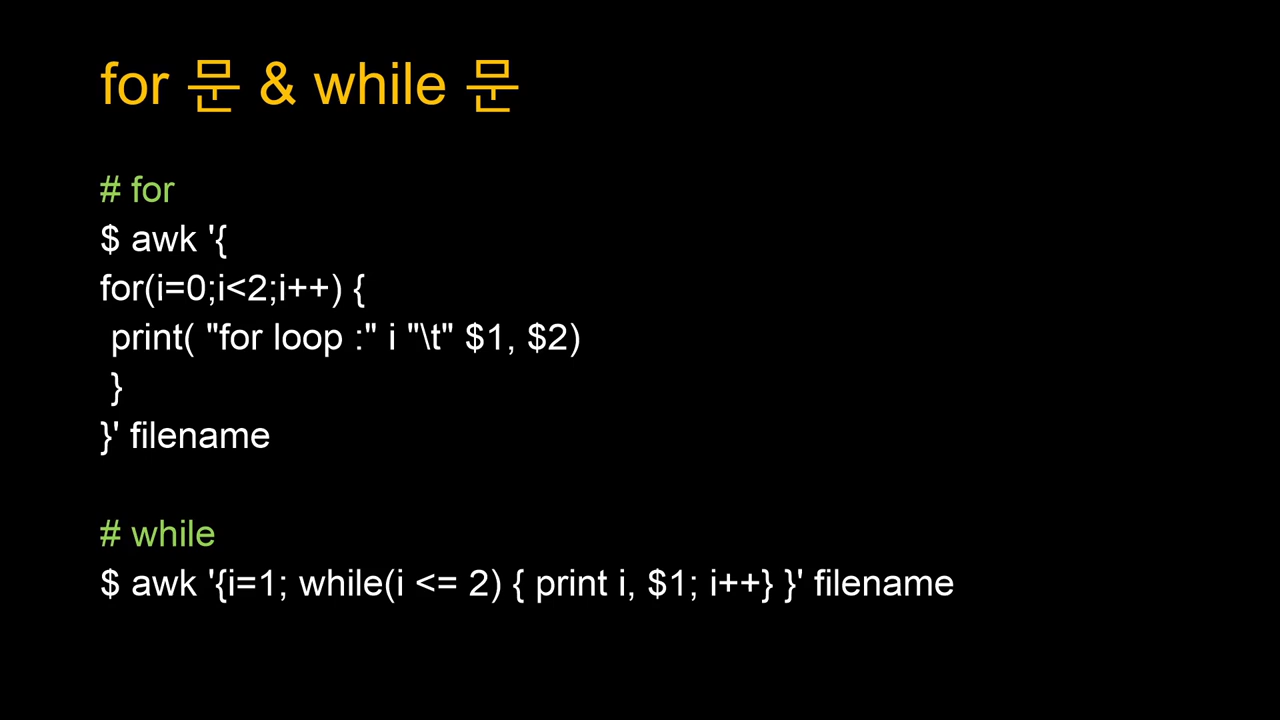 for 문 & while 문
# for
$ awk '{
for(i=0;i<2;i++) {
print( "for loop :" i "\t" $1, $2)
}
}' filename
# while
$ awk '{i=1; while(i <= 2) { print i, $1; i++} }' filename